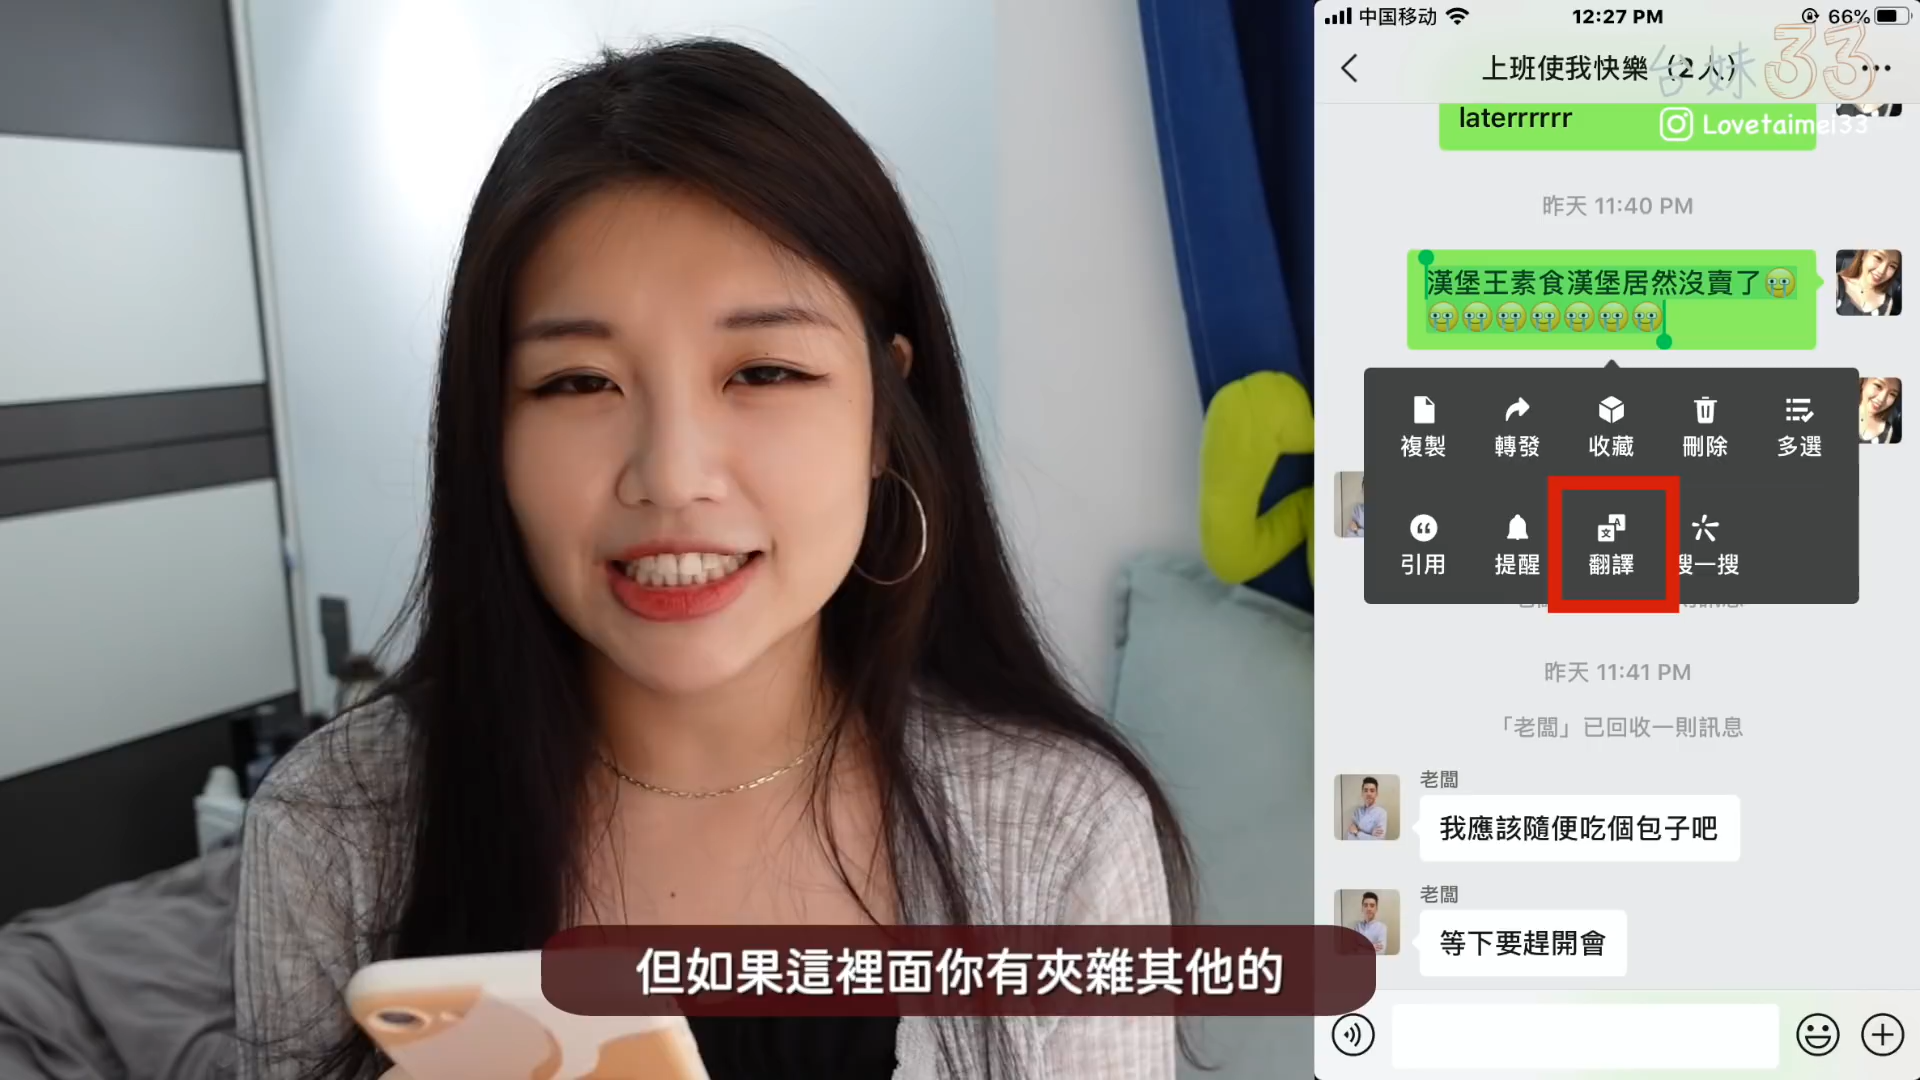 中国移动
12:27 PM
66%
上班使我快樂（2人）
台妹33
Lovetaimei33
laterrrrrr
昨天 11:40 PM
漢堡王素食漢堡居然沒賣了😭
😭😭😭😭😭😭😭
複製 轉發 收藏 刪除 多選
引用 提醒 翻譯 搜一搜
昨天 11:41 PM
「老闆」已回收一則訊息
老闆
我應該隨便吃個包子吧
老闆
等下要趕開會
但如果這裡面你有夾雜其他的